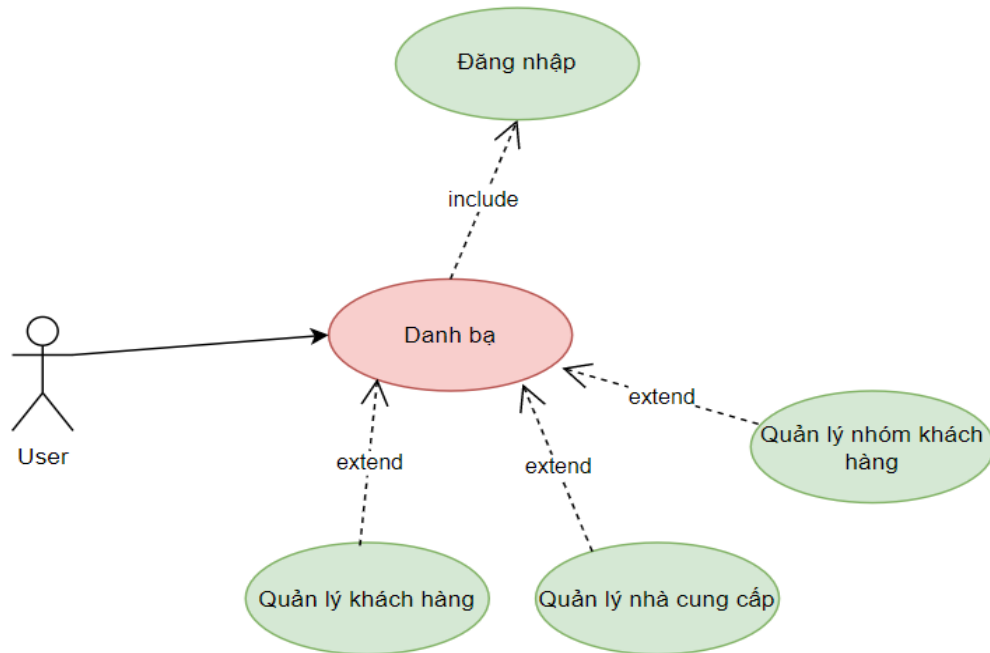 Đăng nhập
include
Danh bạ
User
extend
Quản lý nhóm khách
hàng
extend
extend
Quản lý khách hàng
Quản lý nhà cung cấp